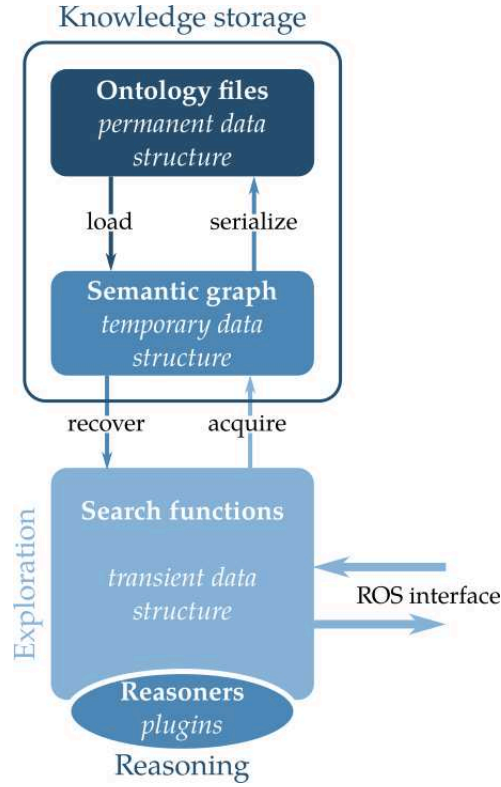 Knowledge storage
Ontology files
permanent data
structure
load
serialize
Semantic graph
temporary data
structure
recover
acquire
Exploration
Search functions
transient data
structure
ROS interface
Reasoners
plugins
Reasoning